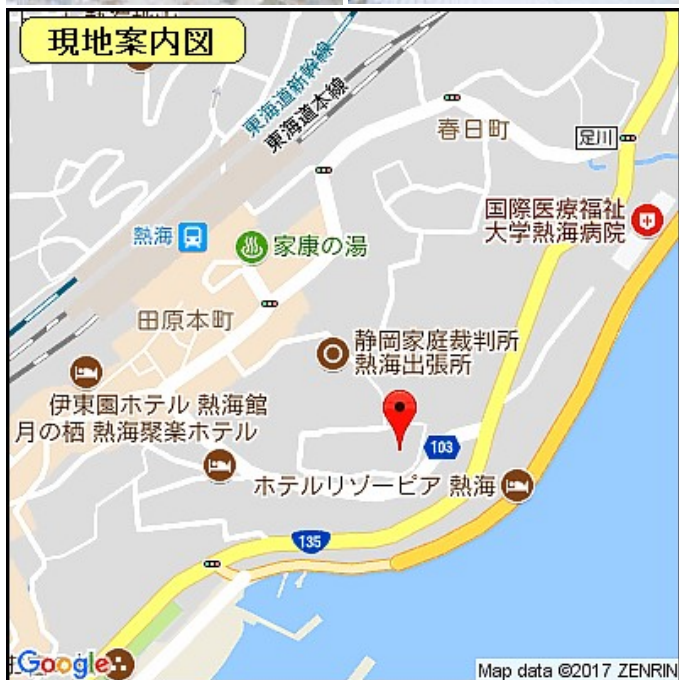 現地案内図
東海道新幹線
東海道本線
春日町
足川
国際医療福祉
大学熱海病院
熱海
家康の湯
田原本町
静岡家庭裁判所
熱海出張所
伊東園ホテル 熱海館
月の栖 熱海聚楽ホテル
103
ホテルリゾーピア 熱海
135
Google
Map data ©2017 ZENRIN